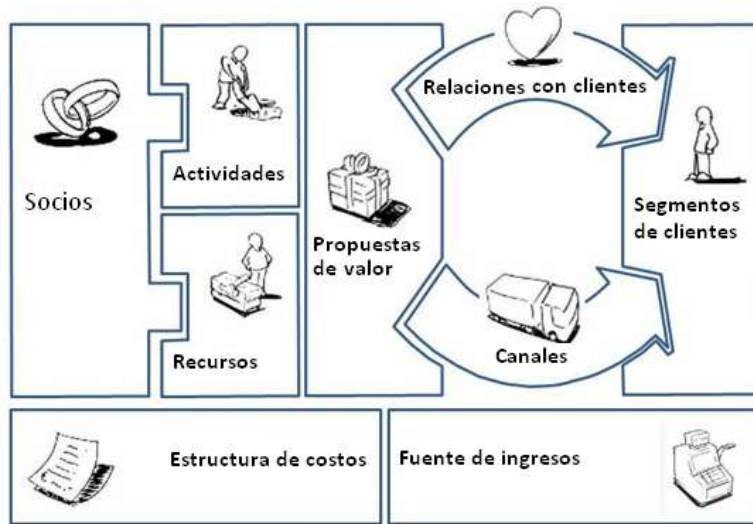 Socios
Actividades
Recursos
Propuestas
de valor
Relaciones con clientes
Canales
Segmentos
de clientes
Estructura de costos
Fuente de ingresos